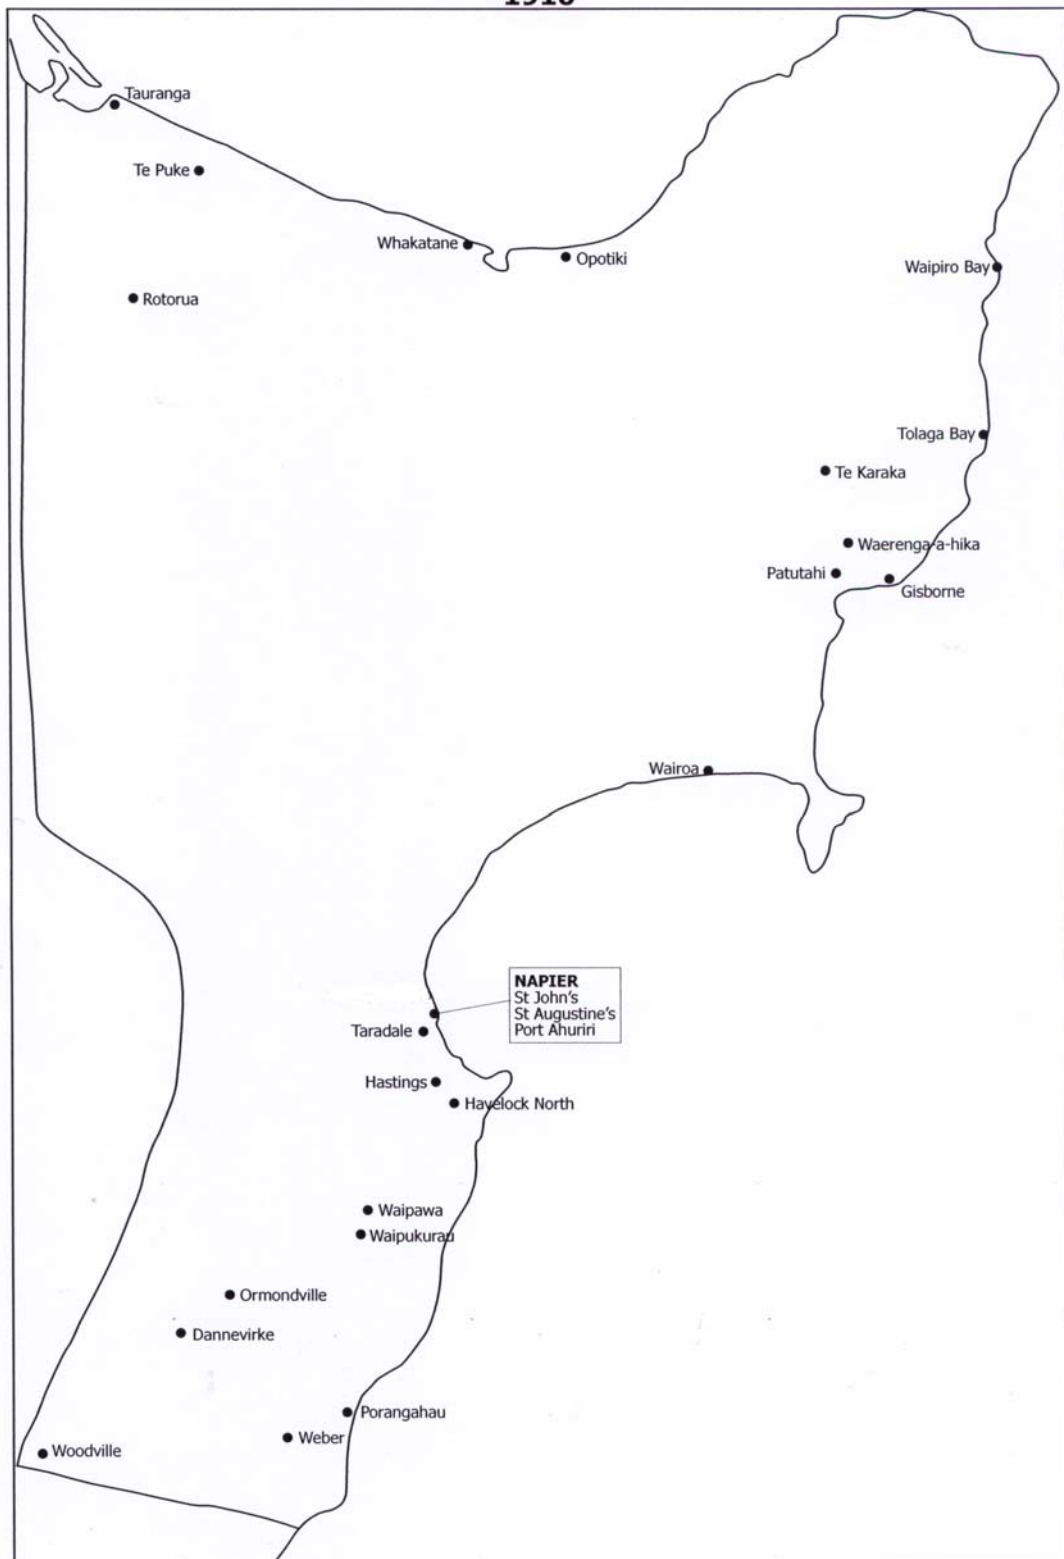 Tauranga
Te Puke
Whakatane
Opotiki
Waipiro Bay
Rotorua
Tolaga Bay
Te Karaka
Waerenga-a-hika
Patutahi
Gisborne
Wairoa
NAPIER
St John's
St Augustine's
Port Ahuriri
Taradale
Hastings
Havelock North
Waipawa
Waipukurau
Ormondville
Dannevirke
Porangahau
Weber
Woodville